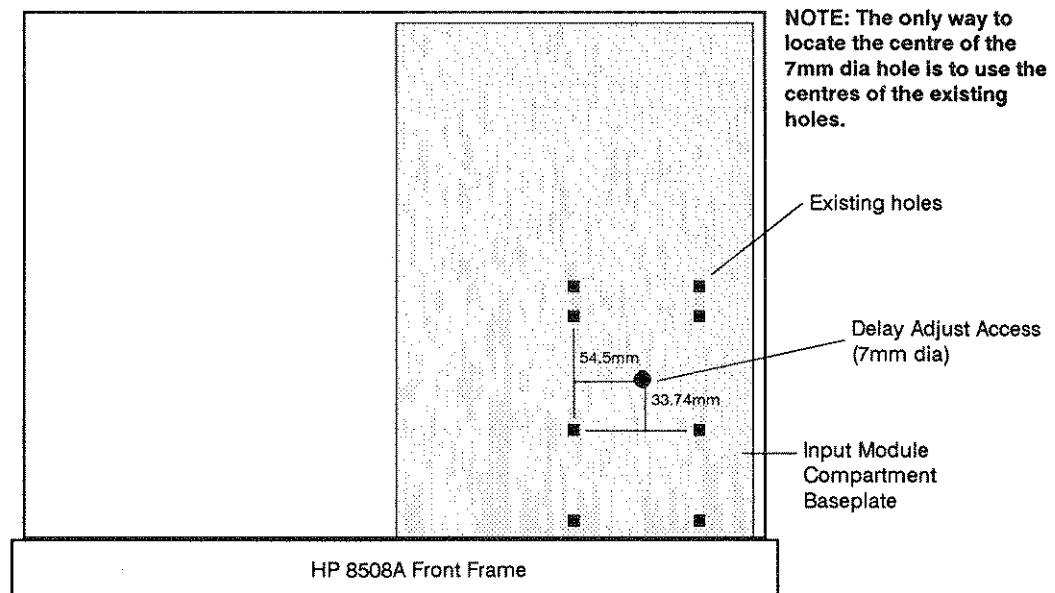 NOTE: The only way to
locate the centre of the
7mm dia hole is to use the
centres of the existing
holes.
Existing holes
Delay Adjust Access
(7mm dia)
54.5mm
33.74mm
Input Module
Compartment
Baseplate
HP 8508A Front Frame